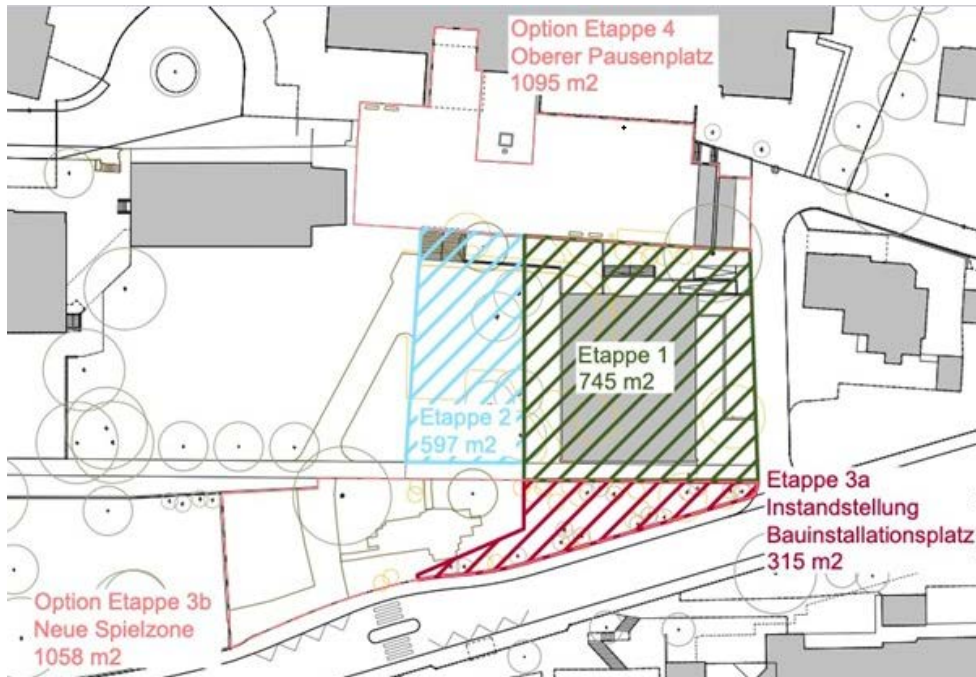 Option Etappe 4
Oberer Pausenplatz
1095 m2
Etappe 1
745 m2
Etappe 2
597 m2
Etappe 3a
Instandstellung
Bauinstallationsplatz
315 m2
Option Etappe 3b
Neue Spielzone
1058 m2